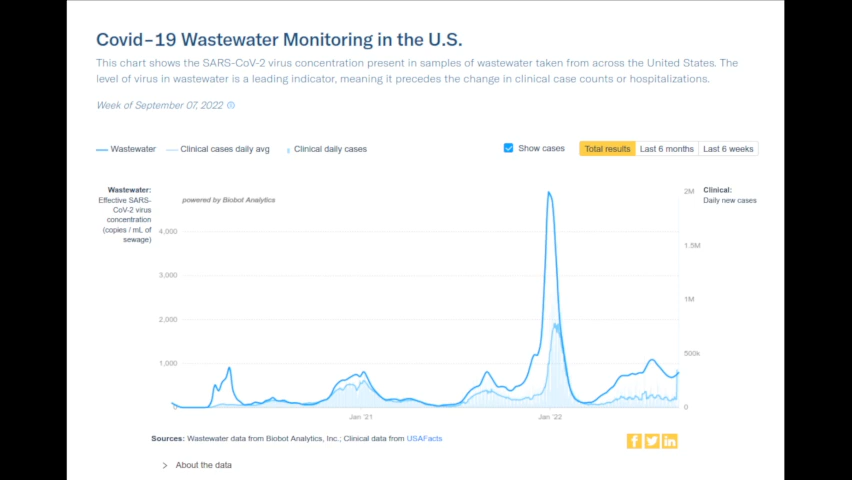 Covid-19 Wastewater Monitoring in the U.S.
This chart shows the SARS-CoV-2 virus concentration present in samples of wastewater taken from across the United States. The
level of virus in wastewater is a leading indicator, meaning it precedes the change in clinical case counts or hospitalizations.
Week of September 07, 2022
Wastewater Clinical cases daily avg Clinical daily cases Show cases Total results Last 6 months Last 6 weeks
Wastewater:
Effective SARS-
CoV-2 virus
concentration
(copies / mL of
sewage)
powered by Biobot Analytics
4,000
3,000
2,000
1,000
0
Clinical:
Daily new cases
2M
1.5M
1M
500k
0
Jan '21 Jan '22
Sources: Wastewater data from Biobot Analytics, Inc.; Clinical data from USAFacts
About the data